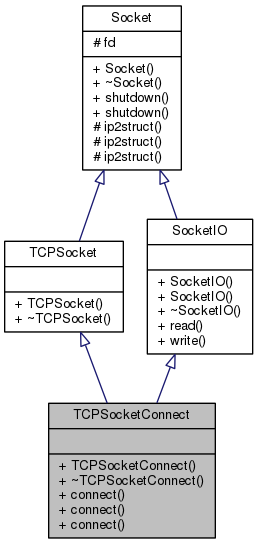 Socket
# fd
+ Socket()
+ ~Socket()
+ shutdown()
+ shutdown()
# ip2struct()
# ip2struct()
# ip2struct()
TCPSocket
+ TCPSocket()
+ ~TCPSocket()
SocketIO
+ SocketIO()
+ SocketIO()
+ ~SocketIO()
+ read()
+ write()
TCPSocketConnect
+ TCPSocketConnect()
+ ~TCPSocketConnect()
+ connect()
+ connect()
+ connect()